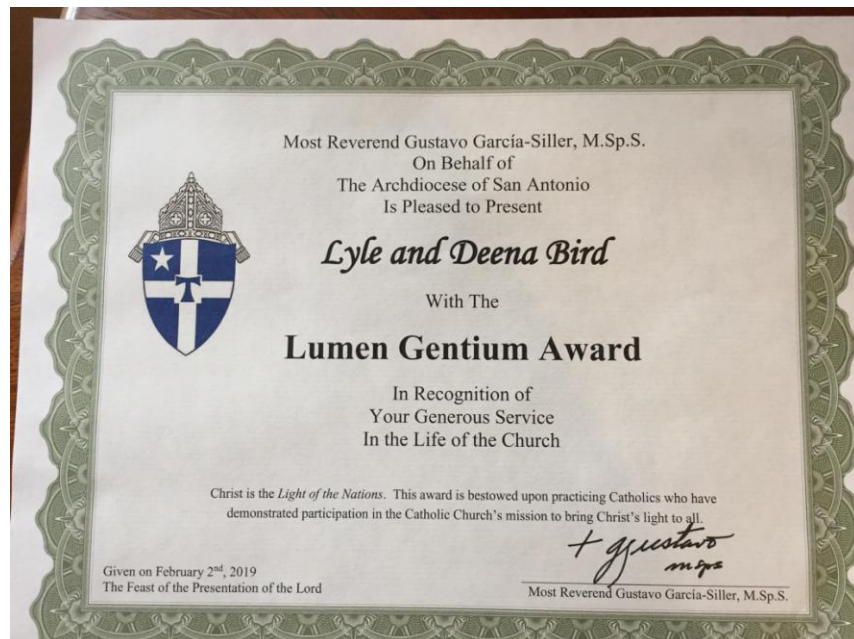 Most Reverend Gustavo García-Siller, M.Sp.S.
On Behalf of
The Archdiocese of San Antonio
Is Pleased to Present
Lyle and Deena Bird
With The
Lumen Gentium Award
In Recognition of
Your Generous Service
In the Life of the Church
Christ is the Light of the Nations. This award is bestowed upon practicing Catholics who have
demonstrated participation in the Catholic Church's mission to bring Christ's light to all.
+ ggustavo
msps
Given on February 2nd, 2019
The Feast of the Presentation of the Lord
Most Reverend Gustavo García-Siller, M.Sp.S.